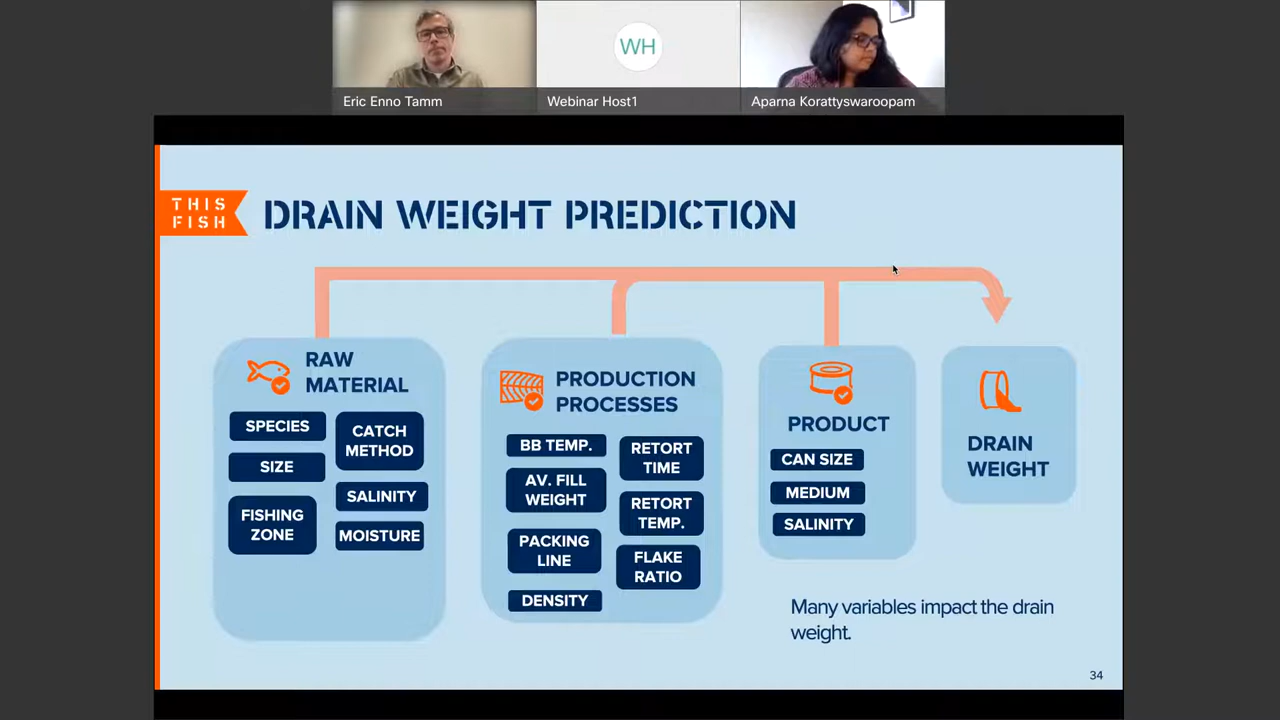 WH
Eric Enno Tamm
Webinar Host1
Aparna Korattyswaroopam
THIS
FISH
DRAIN WEIGHT PREDICTION
RAW
MATERIAL
SPECIES
SIZE
FISHING
ZONE
CATCH
METHOD
SALINITY
MOISTURE
PRODUCTION
PROCESSES
BB TEMP.
AV. FILL
WEIGHT
PACKING
LINE
DENSITY
RETORT
TIME
RETORT
TEMP.
FLAKE
RATIO
PRODUCT
CAN SIZE
MEDIUM
SALINITY
DRAIN
WEIGHT
Many variables impact the drain
weight.
34